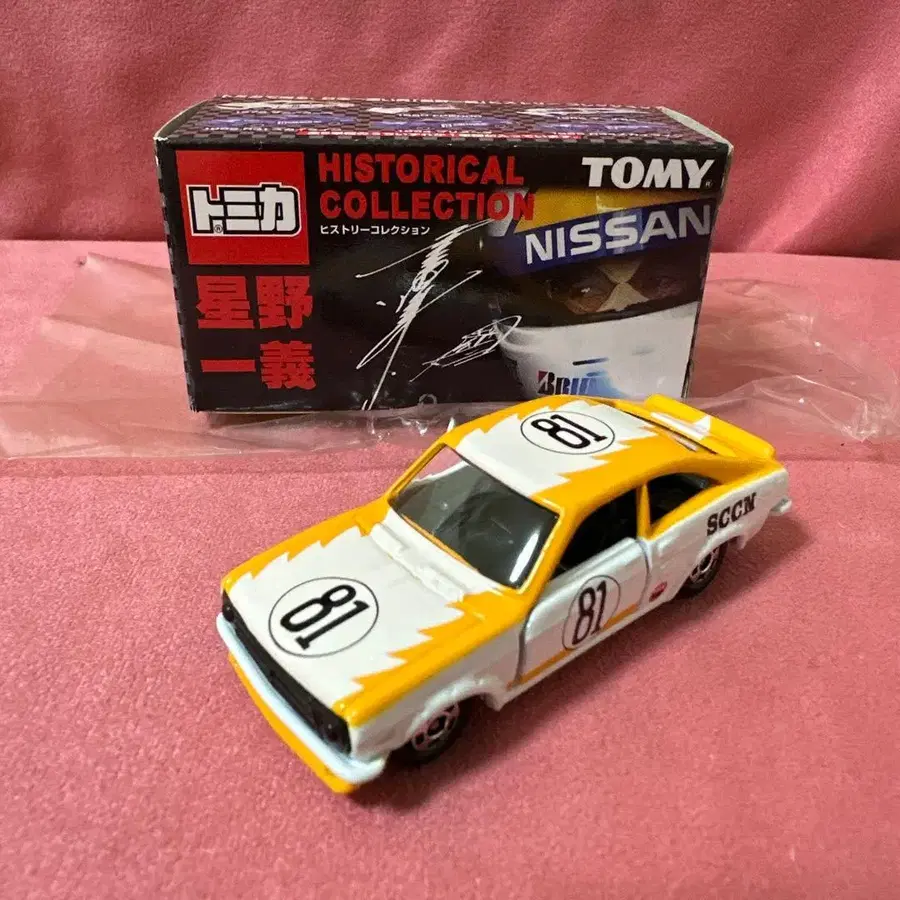 トミカ
HISTORICAL
COLLECTION
ヒストリーコレクション
TOMY
NISSAN
星野
一義
81
SCCN
81
81